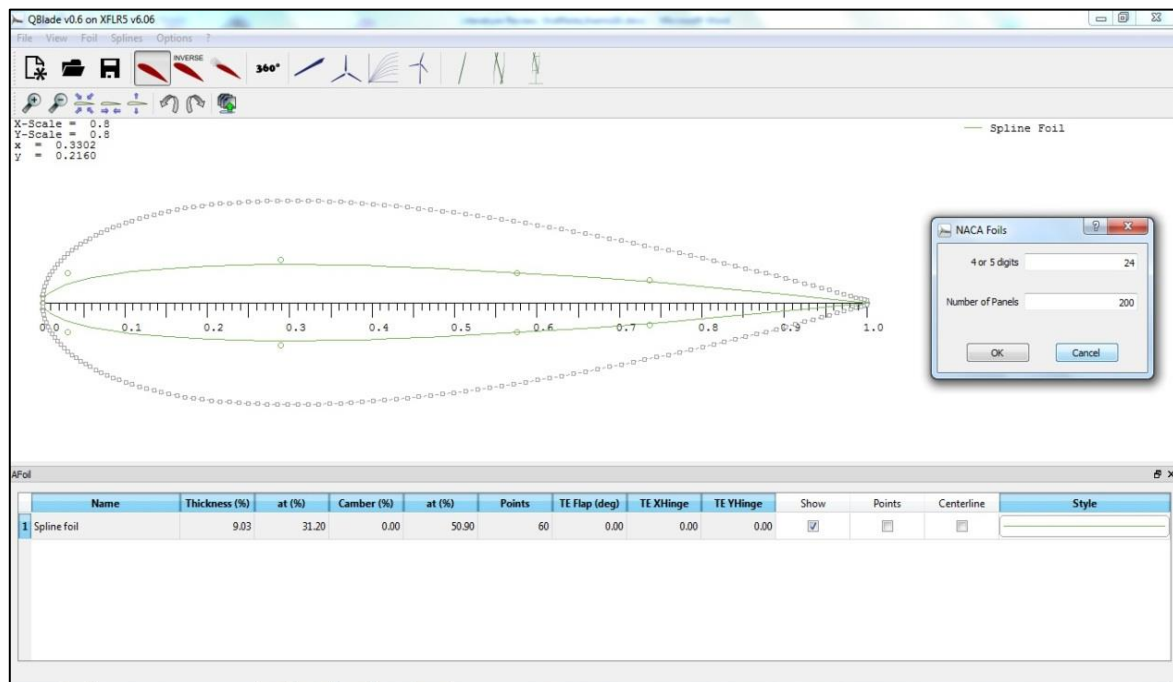 QBlade v0.6 on XFLR5 v6.06
File View Foil Splines Options ?
INVERSE
360°
X-Scale = 0.8
Y-Scale = 0.8
x = 0.3302
y = 0.2160
Spline Foil
NACA Foils
4 or 5 digits 24
Number of Panels 200
OK Cancel
0.0 0.1 0.2 0.3 0.4 0.5 0.6 0.7 0.8 0.9 1.0
AFoil
Name Thickness (%) at (%) Camber (%) at (%) Points TE Flap (deg) TE XHinge TE YHinge Show Points Centerline Style
1 Spline foil 9.03 31.20 0.00 50.90 60 0.00 0.00 0.00